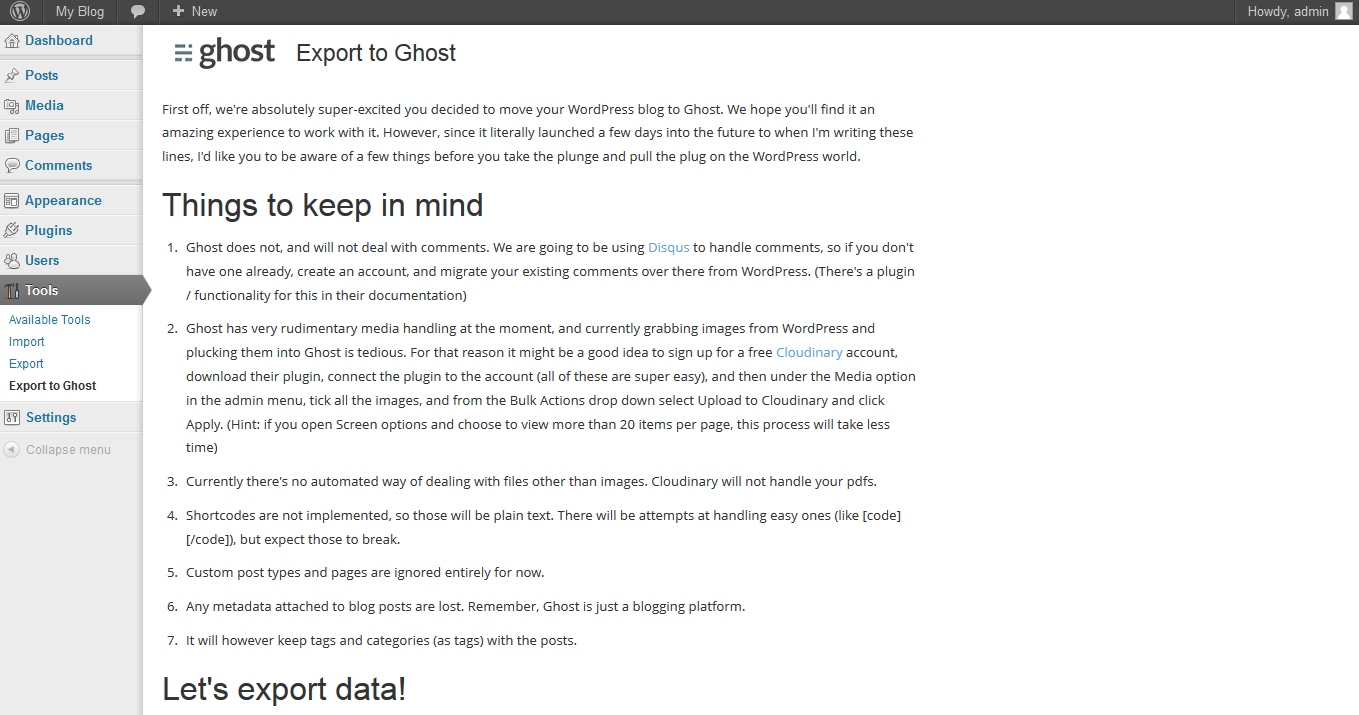 My Blog
New
Howdy, admin
Dashboard
Posts
Media
Pages
Comments
Appearance
Plugins
Users
Tools
Available Tools
Import
Export
Export to Ghost
Settings
Collapse menu
ghost Export to Ghost
First off, we're absolutely super-excited you decided to move your WordPress blog to Ghost. We hope you'll find it an
amazing experience to work with it. However, since it literally launched a few days into the future to when I'm writing these
lines, I'd like you to be aware of a few things before you take the plunge and pull the plug on the WordPress world.
Things to keep in mind
1. Ghost does not, and will not deal with comments. We are going to be using Disqus to handle comments, so if you don't
have one already, create an account, and migrate your existing comments over there from WordPress. (There's a plugin
/ functionality for this in their documentation)
2. Ghost has very rudimentary media handling at the moment, and currently grabbing images from WordPress and
plucking them into Ghost is tedious. For that reason it might be a good idea to sign up for a free Cloudinary account,
download their plugin, connect the plugin to the account (all of these are super easy), and then under the Media option
in the admin menu, tick all the images, and from the Bulk Actions drop down select Upload to Cloudinary and click
Apply. (Hint: if you open Screen options and choose to view more than 20 items per page, this process will take less
time)
3. Currently there's no automated way of dealing with files other than images. Cloudinary will not handle your pdfs.
4. Shortcodes are not implemented, so those will be plain text. There will be attempts at handling easy ones (like [code]
[/code]), but expect those to break.
5. Custom post types and pages are ignored entirely for now.
6. Any metadata attached to blog posts are lost. Remember, Ghost is just a blogging platform.
7. It will however keep tags and categories (as tags) with the posts.
Let's export data!